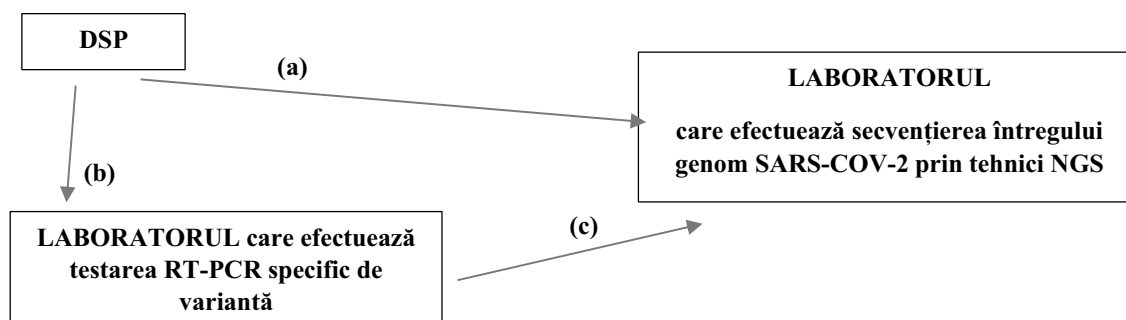 DSP
(a)
LABORATORUL
care efectuează secvențierea întregului
genom SARS-COV-2 prin tehnici NGS
(b)
LABORATORUL care efectuează
testarea RT-PCR specific de
variantă
(c)